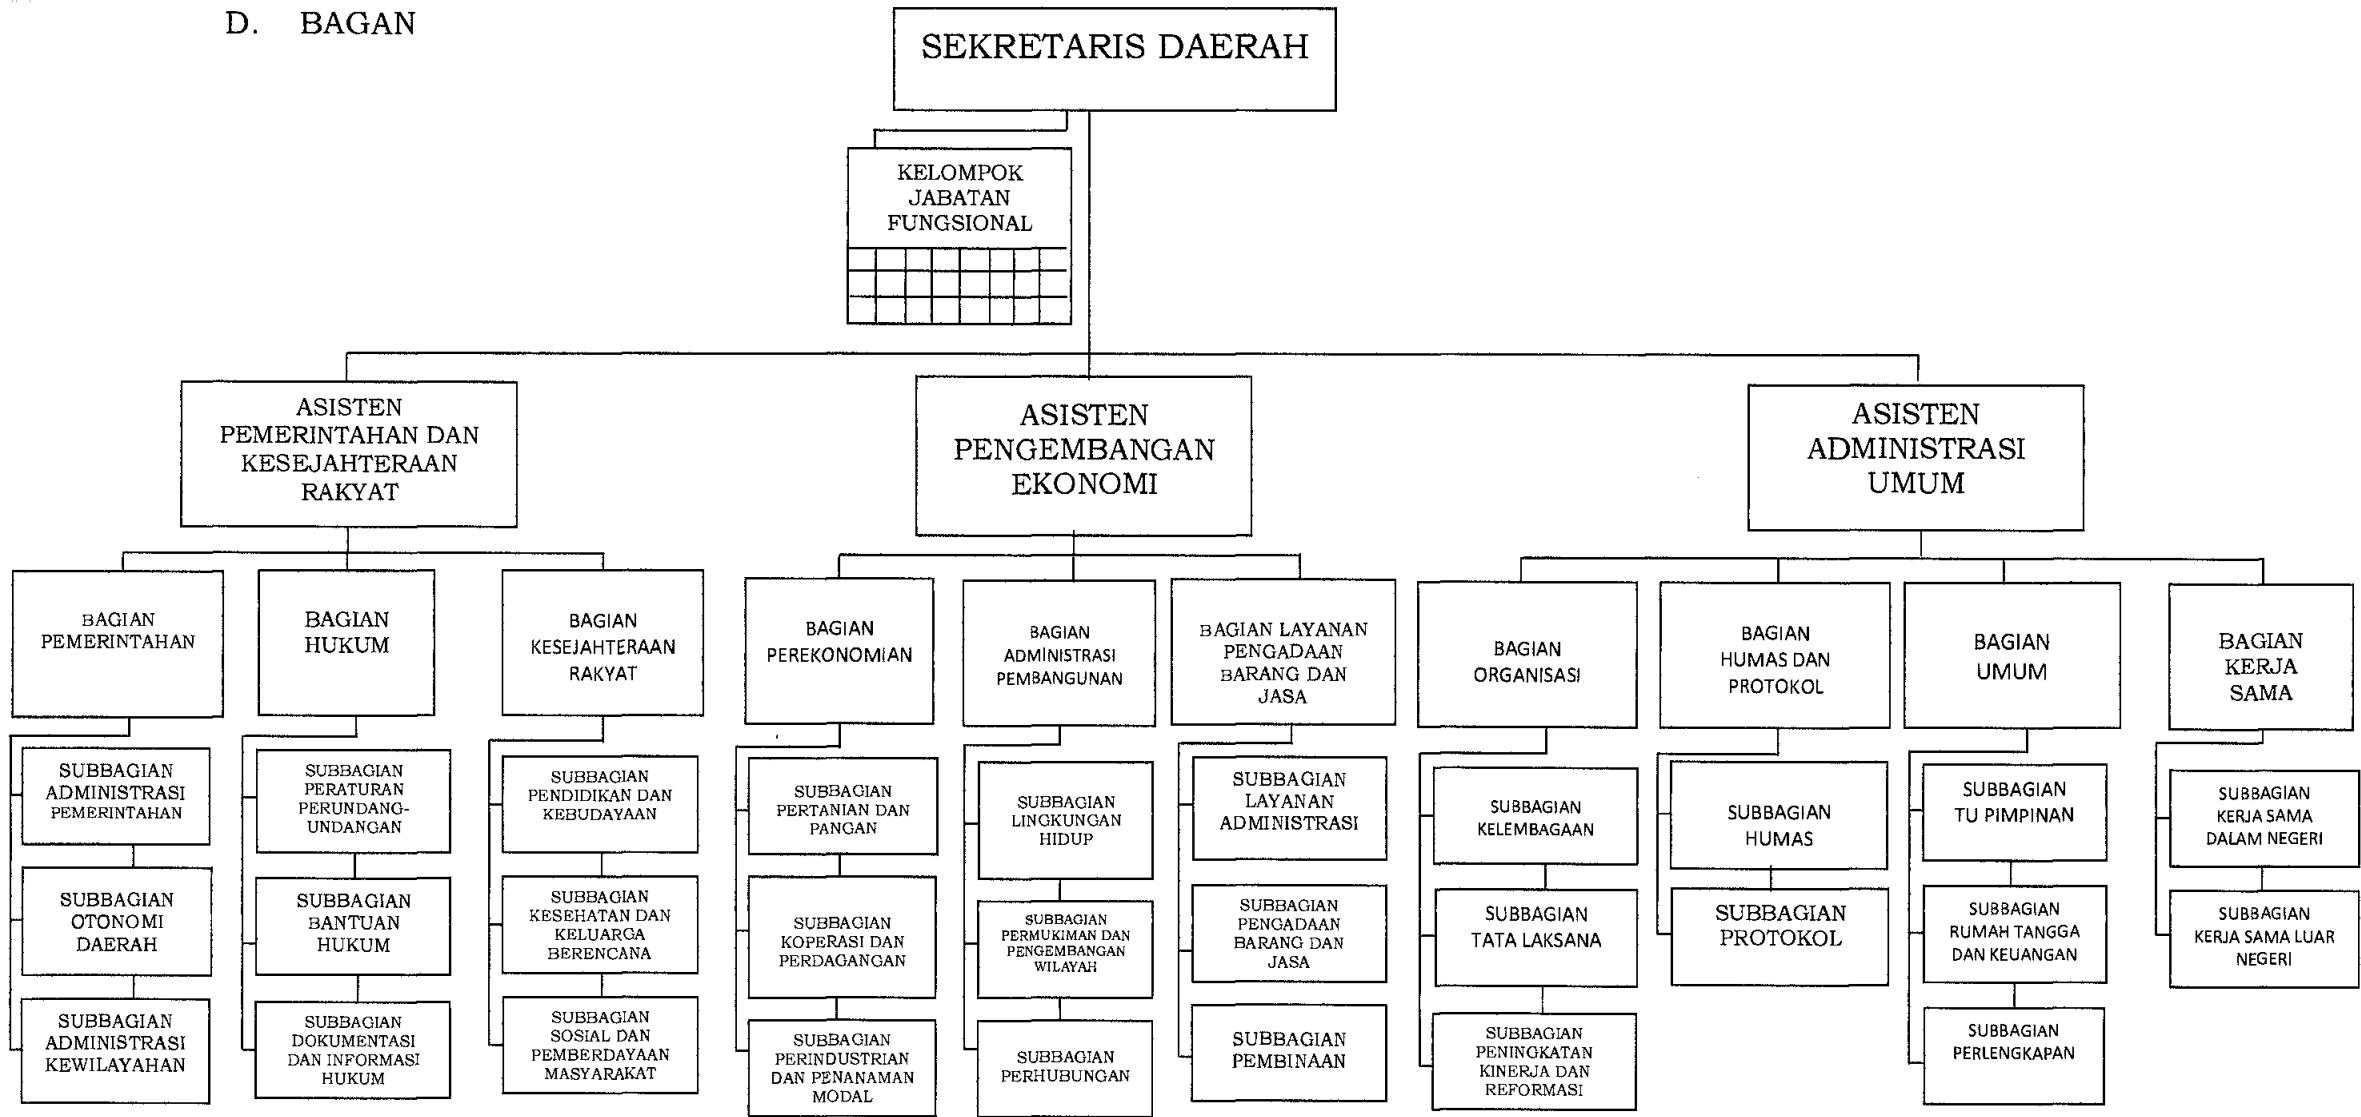 D. BAGAN
SEKRETARIS DAERAH
KELOMPOK
JABATAN
FUNGSIONAL
ASISTEN
PEMERINTAHAN DAN
KESEJAHTERAAN
RAKYAT
ASISTEN
PENGEMBANGAN
EKONOMI
ASISTEN
ADMINISTRASI
UMUM
BAGIAN
PEMERINTAHAN
BAGIAN
HUKUM
BAGIAN
KESEJAHTERAAN
RAKYAT
BAGIAN
PEREKONOMIAN
BAGIAN
ADMINISTRASI
PEMBANGUNAN
BAGIAN LAYANAN
PENGADAAN
BARANG DAN
JASA
BAGIAN
ORGANISASI
BAGIAN
HUMAS DAN
PROTOKOL
BAGIAN
UMUM
BAGIAN
KERJA
SAMA
SUBBAGIAN
ADMINISTRASI
PEMERINTAHAN
SUBBAGIAN
PERATURAN
PERUNDANG-
UNDANGAN
SUBBAGIAN
PENDIDIKAN DAN
KEBUDAYAAN
SUBBAGIAN
PERTANIAN DAN
PANGAN
SUBBAGIAN
LINGKUNGAN
HIDUP
SUBBAGIAN
LAYANAN
ADMINISTRASI
SUBBAGIAN
KELEMBAGAAN
SUBBAGIAN
HUMAS
SUBBAGIAN
TU PIMPINAN
SUBBAGIAN
KERJA SAMA
DALAM NEGERI
SUBBAGIAN
OTONOMI
DAERAH
SUBBAGIAN
BANTUAN
HUKUM
SUBBAGIAN
KESEHATAN DAN
KELUARGA
BERENCANA
SUBBAGIAN
KOPERASI DAN
PERDAGANGAN
SUBBAGIAN
PERMUKIMAN DAN
PENGEMBANGAN
WILAYAH
SUBBAGIAN
PENGADAAN
BARANG DAN
JASA
SUBBAGIAN
TATA LAKSANA
SUBBAGIAN
PROTOKOL
SUBBAGIAN
RUMAH TANGGA
DAN KEUANGAN
SUBBAGIAN
KERJA SAMA LUAR
NEGERI
SUBBAGIAN
ADMINISTRASI
KEWILAYAHAN
SUBBAGIAN
DOKUMENTASI
DAN INFORMASI
HUKUM
SUBBAGIAN
SOSIAL DAN
PEMBERDAYAAN
MASYARAKAT
SUBBAGIAN
PERINDUSTRIAN
DAN PENANAMAN
MODAL
SUBBAGIAN
PERHUBUNGAN
SUBBAGIAN
PEMBINAAN
SUBBAGIAN
PENINGKATAN
KINERJA DAN
REFORMASI
SUBBAGIAN
PERLENGKAPAN